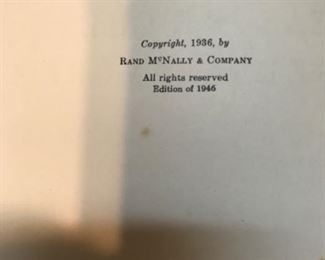 Copyright, 1936, by
RAND MCNALLY & COMPANY
All rights reserved
Edition of 1946